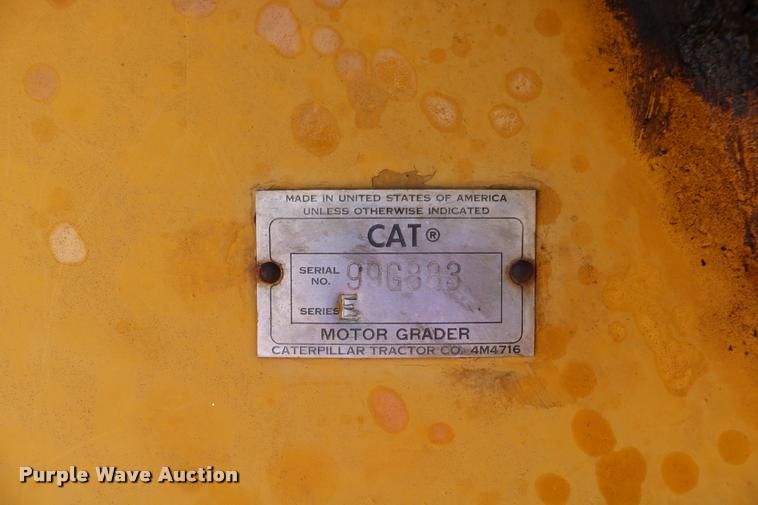 MADE IN UNITED STATES OF AMERICA
UNLESS OTHERWISE INDICATED
CAT®
SERIAL NO. 99G883
SERIES E
MOTOR GRADER
CATERPILLAR TRACTOR CO. 4M4716
Purple Wave Auction